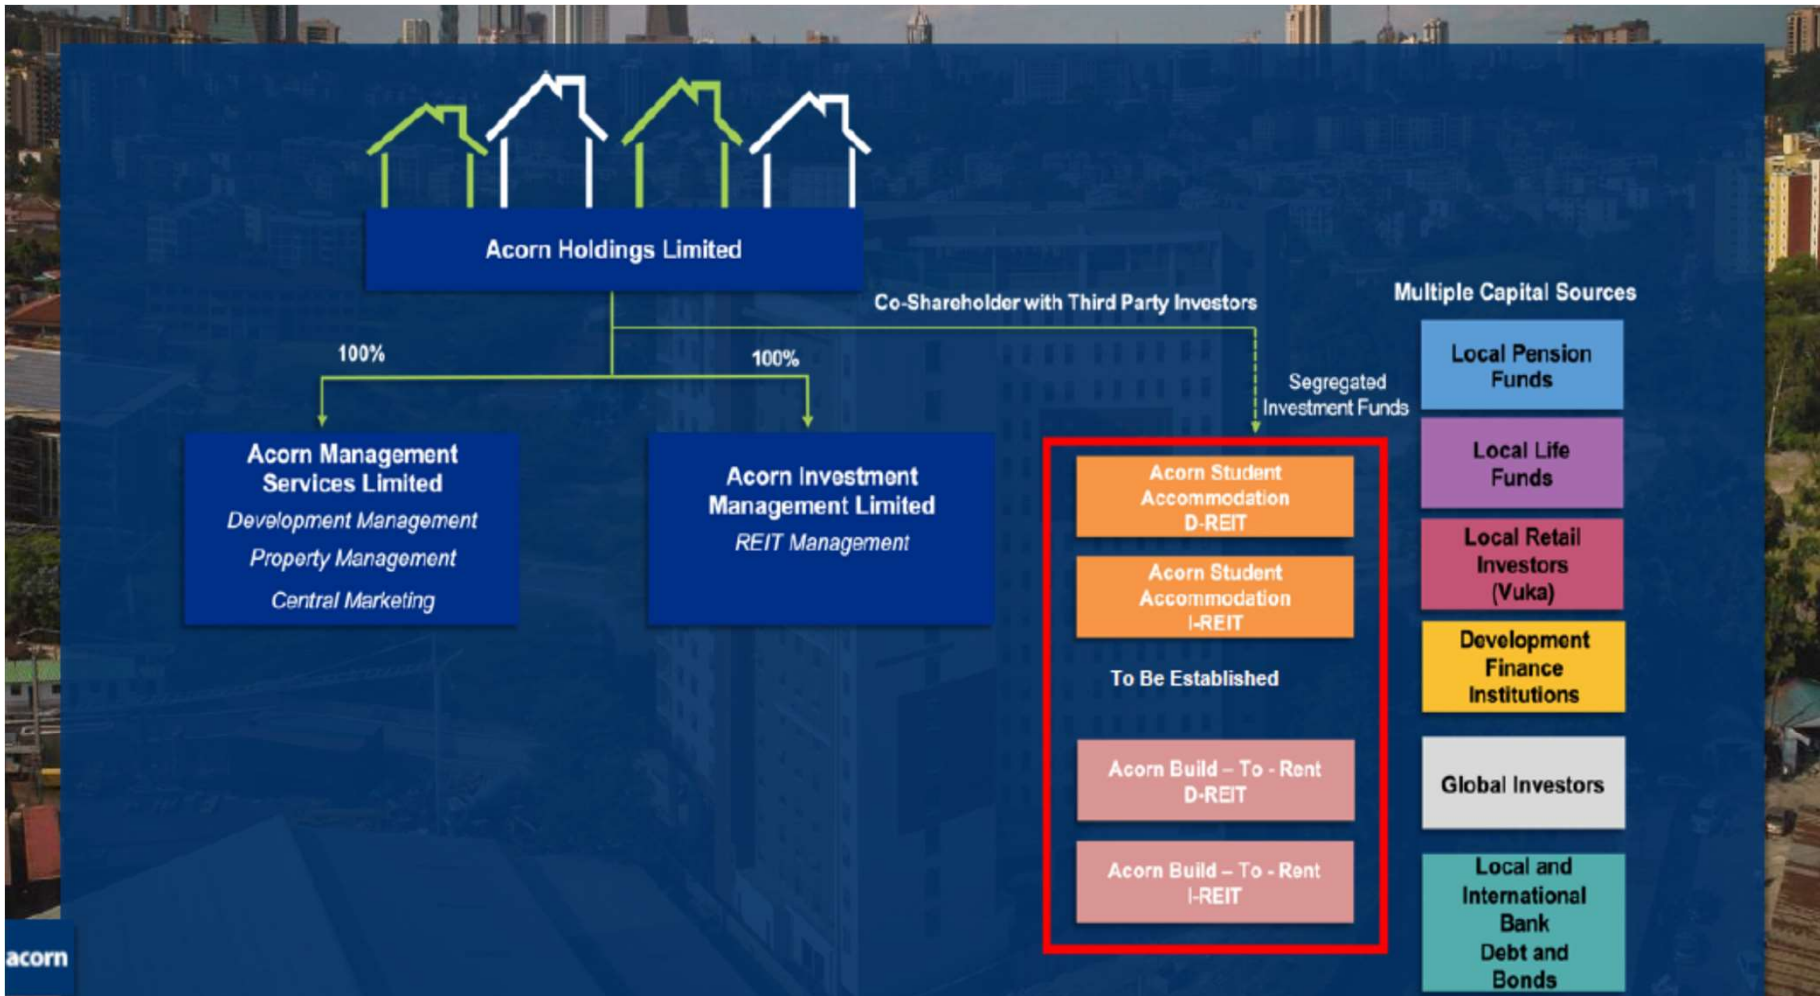 Acorn Holdings Limited
Co-Shareholder with Third Party Investors
100%
100%
Segregated
Investment Funds
Acorn Management
Services Limited
Development Management
Property Management
Central Marketing
Acorn Investment
Management Limited
REIT Management
Acorn Student
Accommodation
D-REIT
Acorn Student
Accommodation
I-REIT
To Be Established
Acorn Build – To - Rent
D-REIT
Acorn Build – To - Rent
I-REIT
Multiple Capital Sources
Local Pension
Funds
Local Life
Funds
Local Retail
Investors
(Vuka)
Development
Finance
Institutions
Global Investors
Local and
International
Bank
Debt and
Bonds
acorn